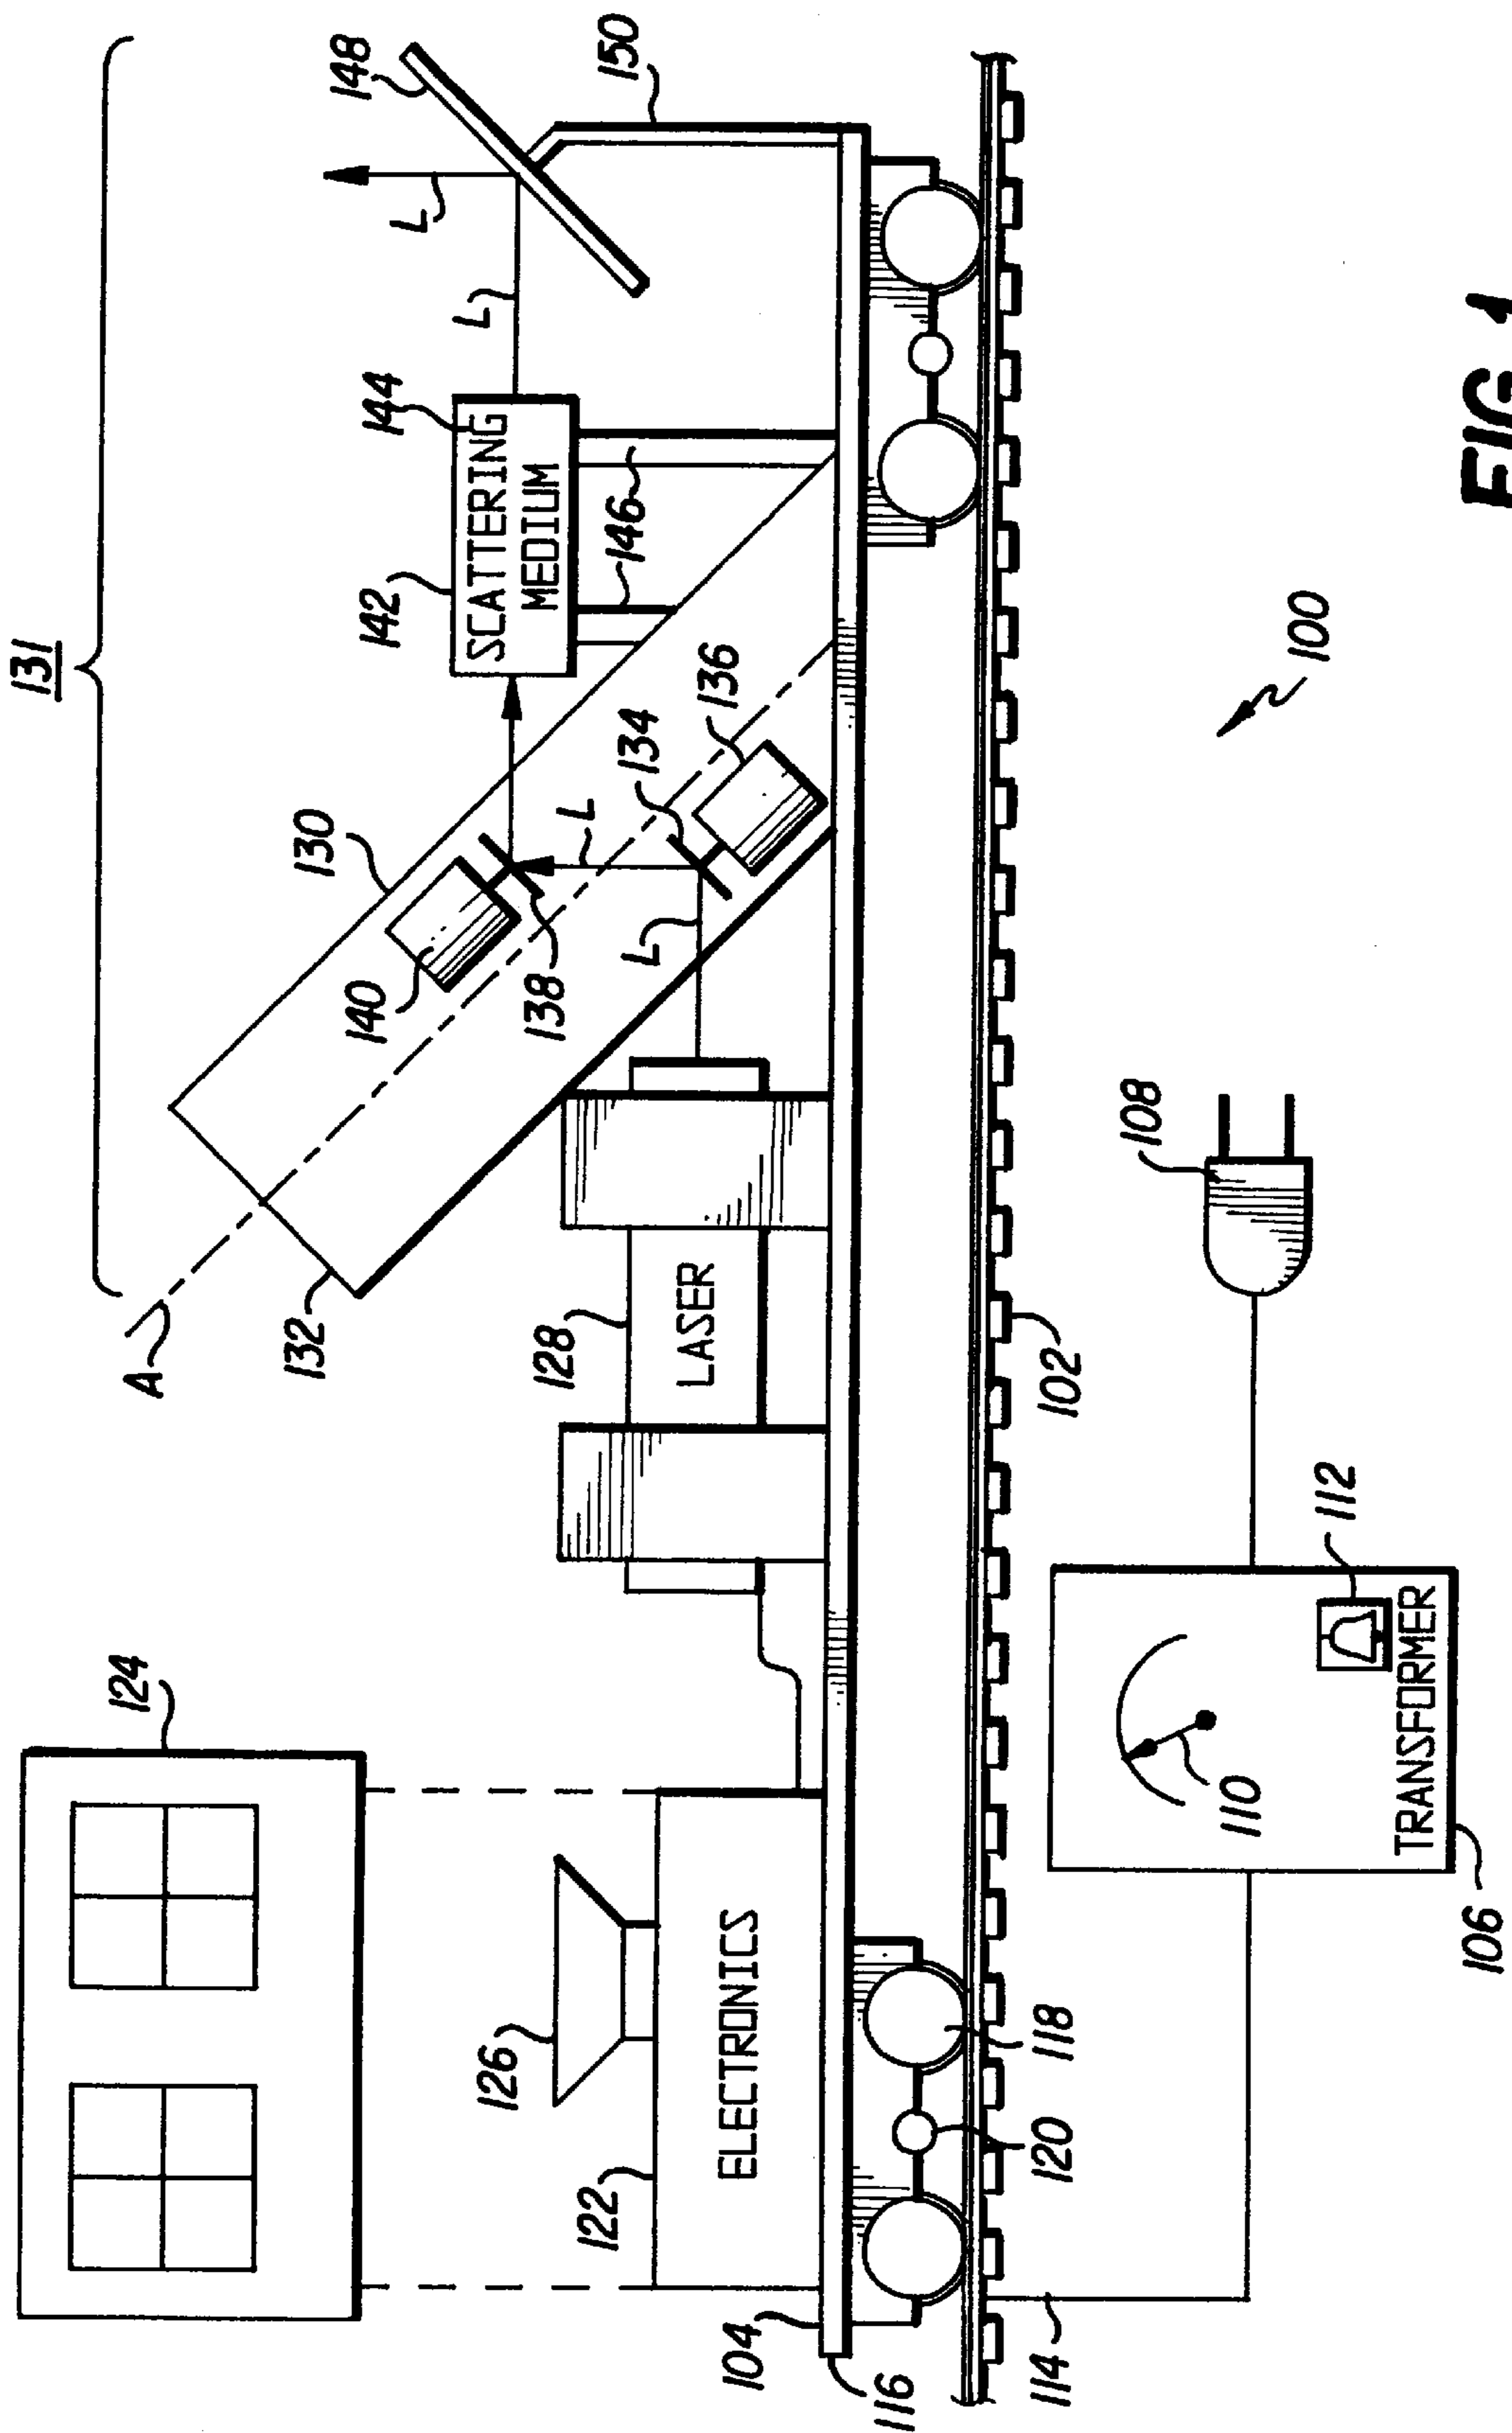 131
124
A
132
130
140
138
L
134
136
L
142
SCATTERING
MEDIUM
144
146
L
L
148
150
126
122
ELECTRONICS
128
LASER
104
116
120
118
102
114
110
112
TRANSFORMER
106
108
100
FIG. 1